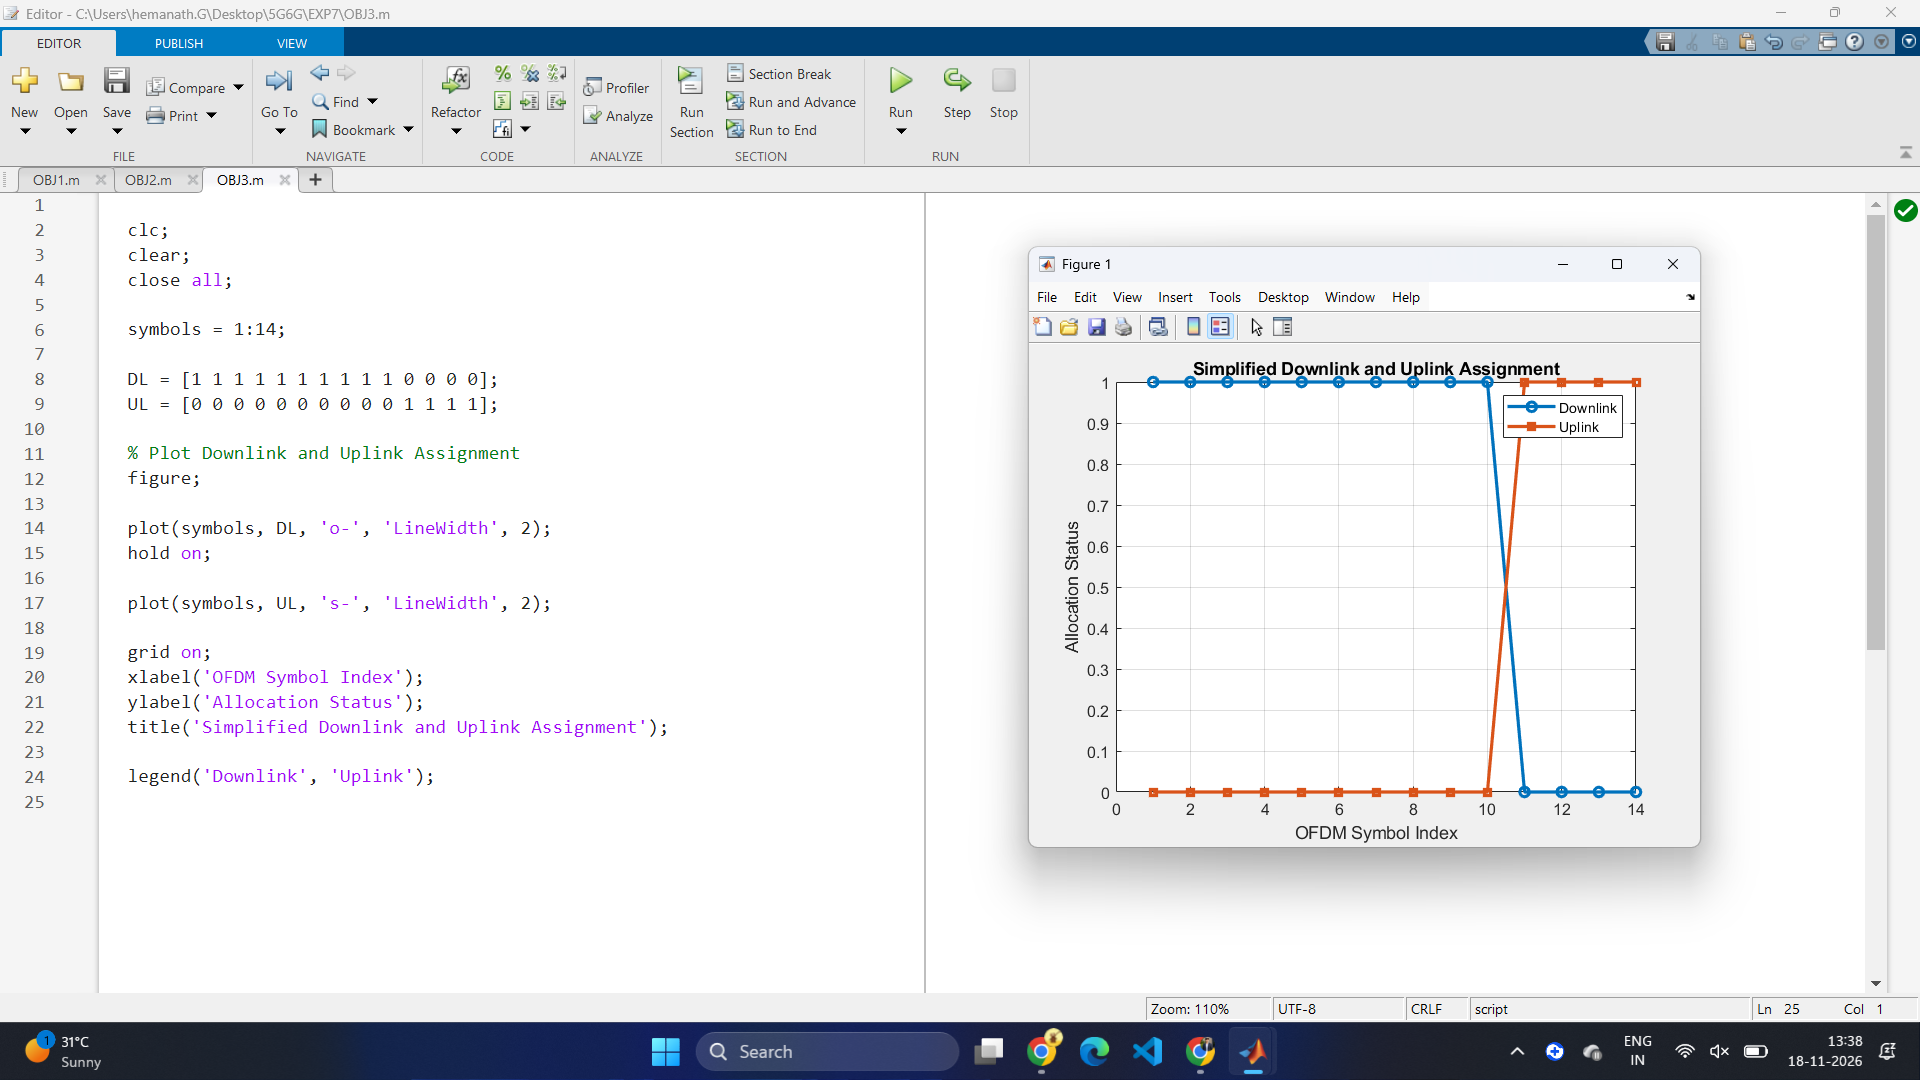 Editor - C:\Users\hemanath.G\Desktop\5G6G\EXP7\OBJ3.m
EDITOR PUBLISH VIEW
New Open Save Compare Print
FILE
Go To Find Bookmark
NAVIGATE
Refactor
CODE
Profiler
Analyze
ANALYZE
Run Section
Section Break
Run and Advance
Run to End
SECTION
Run Step Stop
RUN
OBJ1.m OBJ2.m OBJ3.m
1
2 clc;
3 clear;
4 close all;
5
6 symbols = 1:14;
7
8 DL = [1 1 1 1 1 1 1 1 1 1 0 0 0 0];
9 UL = [0 0 0 0 0 0 0 0 0 0 1 1 1 1];
10
11 % Plot Downlink and Uplink Assignment
12 figure;
13
14 plot(symbols, DL, 'o-', 'LineWidth', 2);
15 hold on;
16
17 plot(symbols, UL, 's-', 'LineWidth', 2);
18
19 grid on;
20 xlabel('OFDM Symbol Index');
21 ylabel('Allocation Status');
22 title('Simplified Downlink and Uplink Assignment');
23
24 legend('Downlink', 'Uplink');
25
Figure 1
File Edit View Insert Tools Desktop Window Help
Simplified Downlink and Uplink Assignment
Downlink
Uplink
1
0.9
0.8
0.7
0.6
0.5
0.4
0.3
0.2
0.1
0
Allocation Status
0 2 4 6 8 10 12 14
OFDM Symbol Index
Zoom: 110% UTF-8 CRLF script Ln 25 Col 1
1
31°C
Sunny
Search
ENG
IN
13:38
18-11-2026